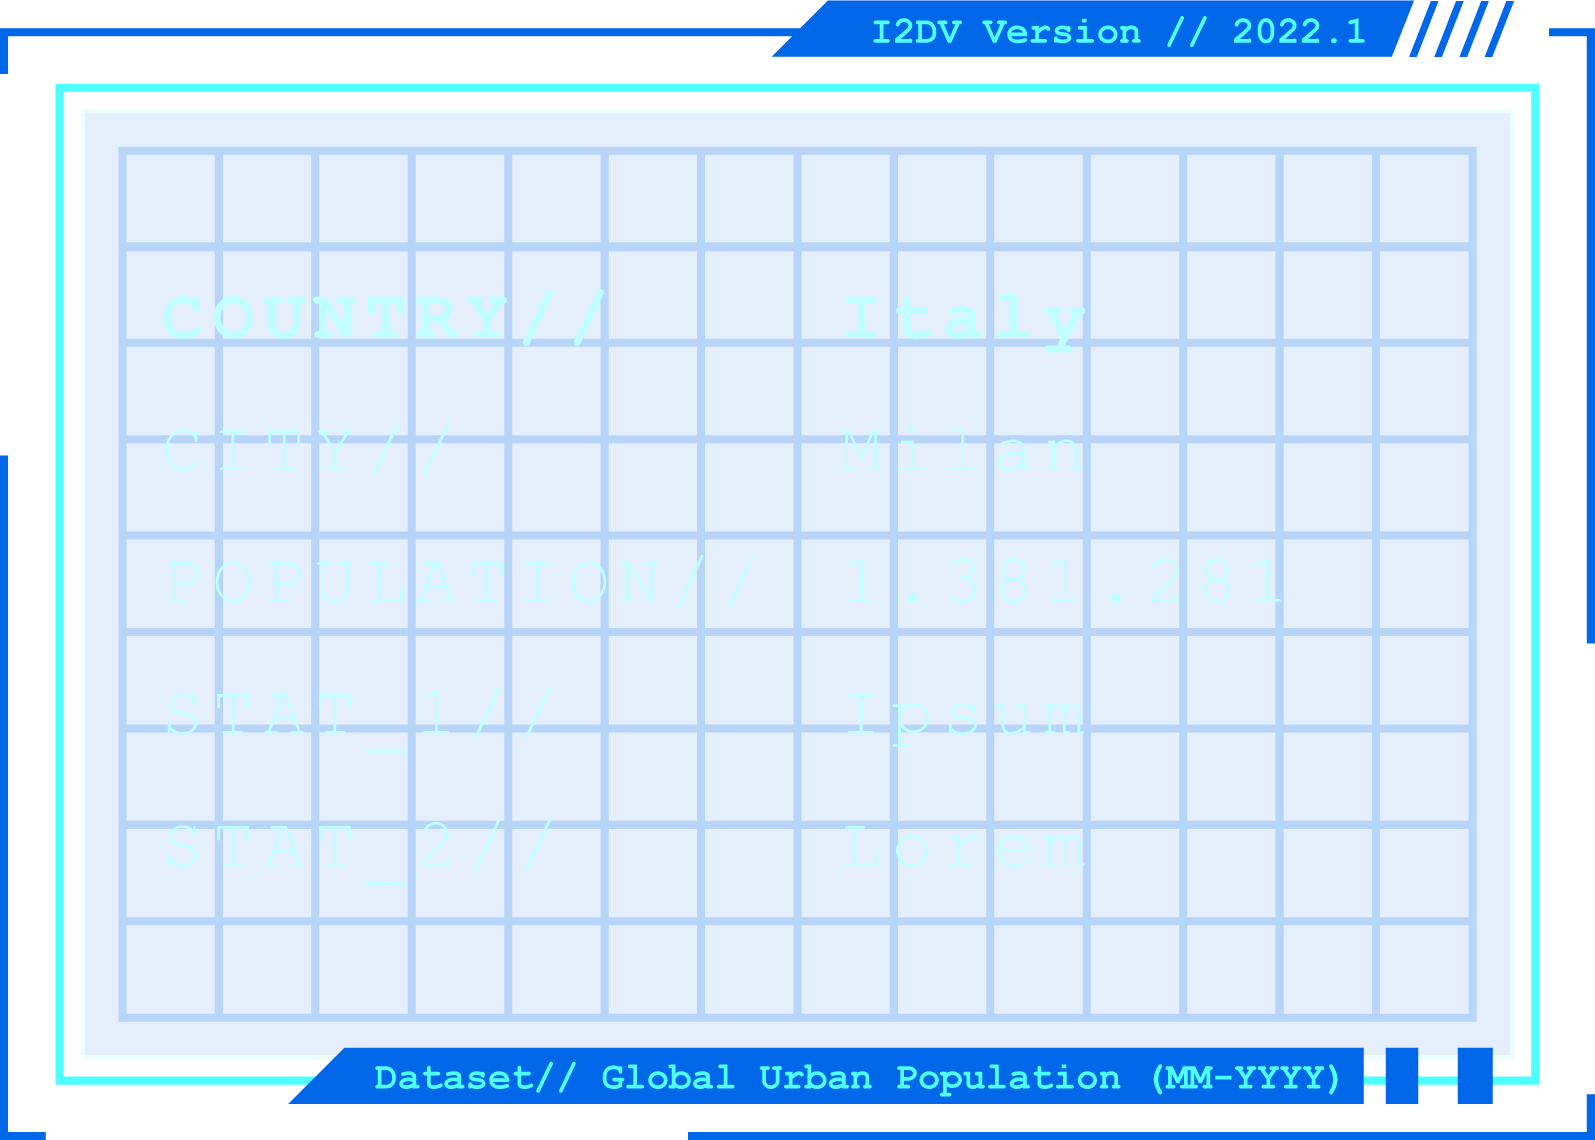 I2DV Version // 2022.1
COUNTRY// Italy
CITY// Milan
POPULATION// 1.381.281
STAT_1// Ipsum
STAT_2// Lorem
Dataset// Global Urban Population (MM-YYYY)